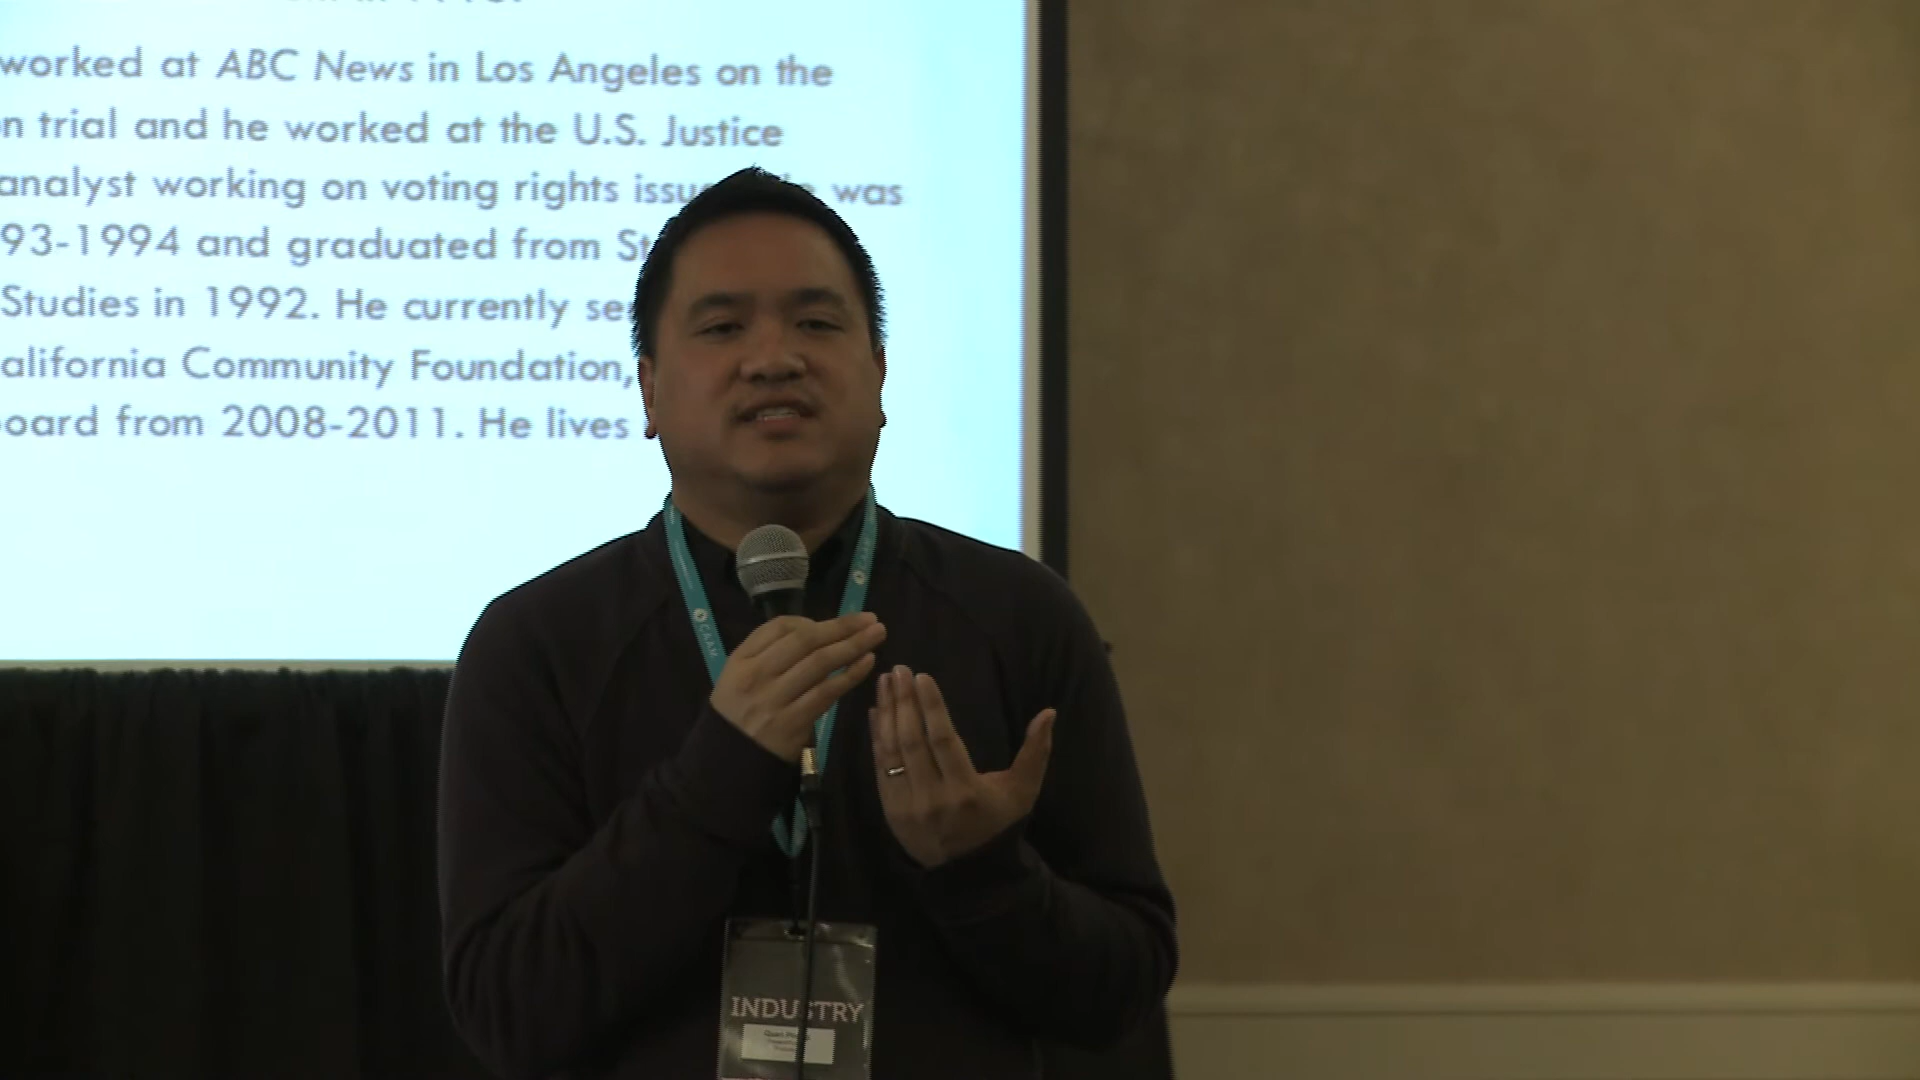 worked at ABC News in Los Angeles on the
n trial and he worked at the U.S. Justice
analyst working on voting rights issu was
93-1994 and graduated from St
Studies in 1992. He currently se
alifornia Community Foundation,
oard from 2008-2011. He lives
CAAM
INDUSTRY